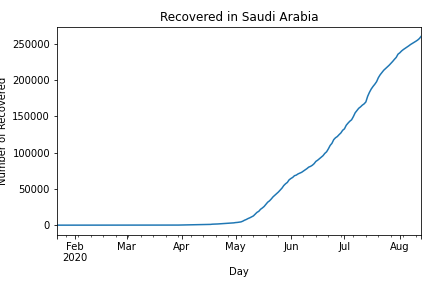 Recovered in Saudi Arabia
Number of Recovered
250000
200000
150000
100000
50000
0
Feb Mar Apr May Jun Jul Aug
2020
Day